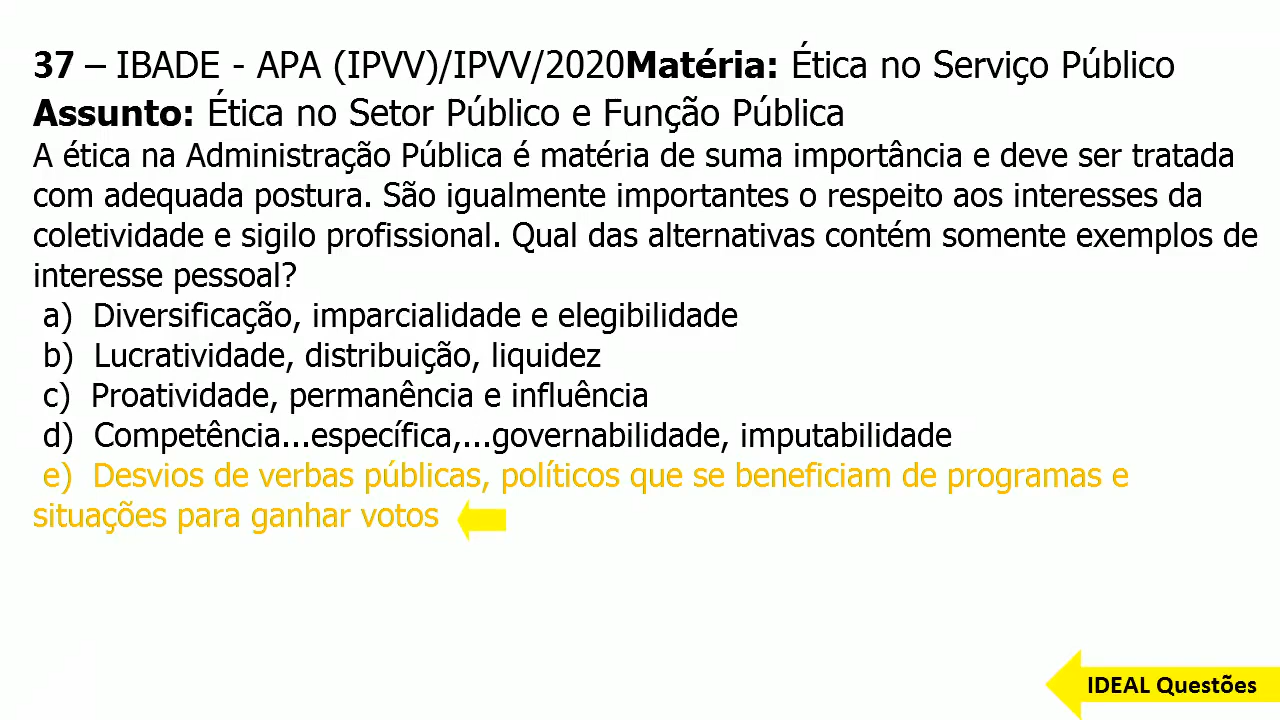 37 – IBADE - APA (IPVV)/IPVV/2020Matéria: Ética no Serviço Público
Assunto: Ética no Setor Público e Função Pública
A ética na Administração Pública é matéria de suma importância e deve ser tratada
com adequada postura. São igualmente importantes o respeito aos interesses da
coletividade e sigilo profissional. Qual das alternativas contém somente exemplos de
interesse pessoal?
a) Diversificação, imparcialidade e elegibilidade
b) Lucratividade, distribuição, liquidez
c) Proatividade, permanência e influência
d) Competência...específica,...governabilidade, imputabilidade
e) Desvios de verbas públicas, políticos que se beneficiam de programas e
situações para ganhar votos
IDEAL Questões